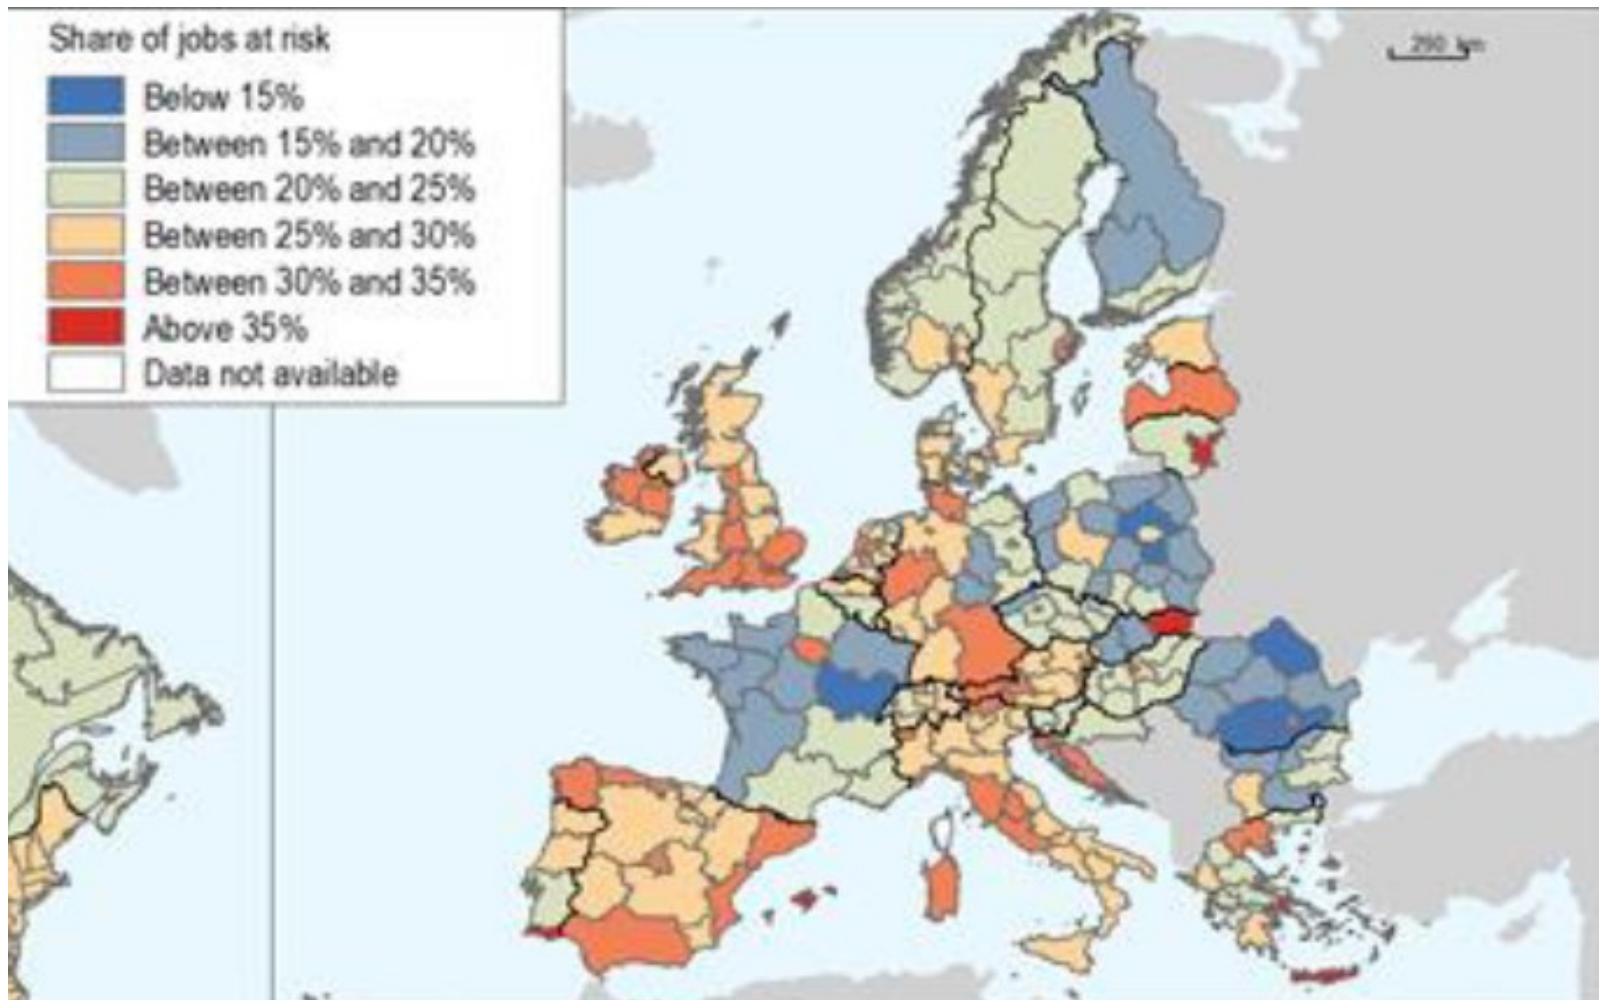 Share of jobs at risk
Below 15%
Between 15% and 20%
Between 20% and 25%
Between 25% and 30%
Between 30% and 35%
Above 35%
Data not available
250 km